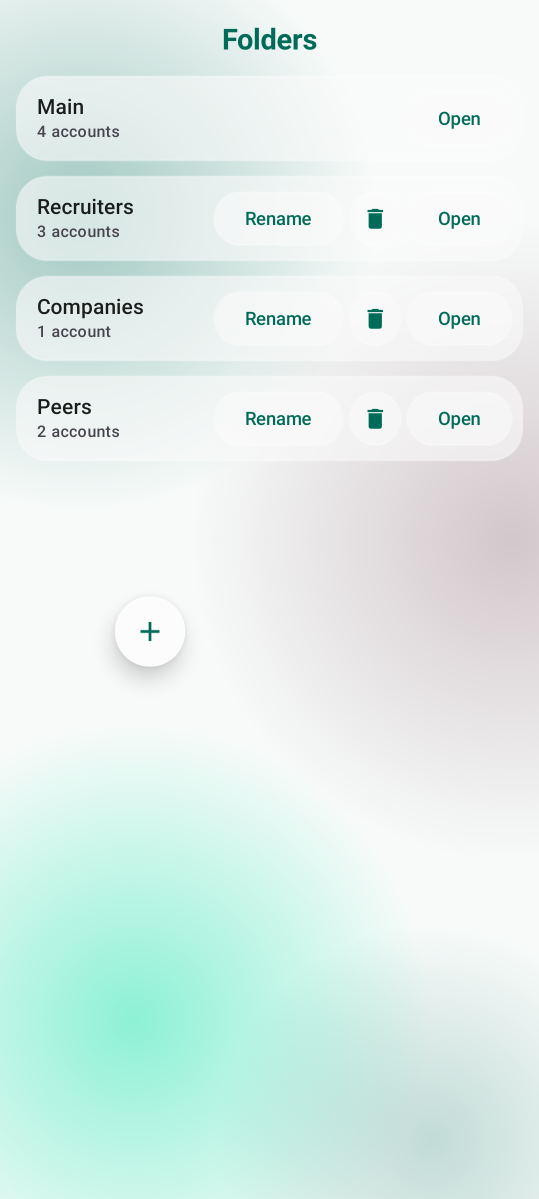 Folders
Main
4 accounts
Open
Recruiters
3 accounts
Rename
Open
Companies
1 account
Rename
Open
Peers
2 accounts
Rename
Open
+